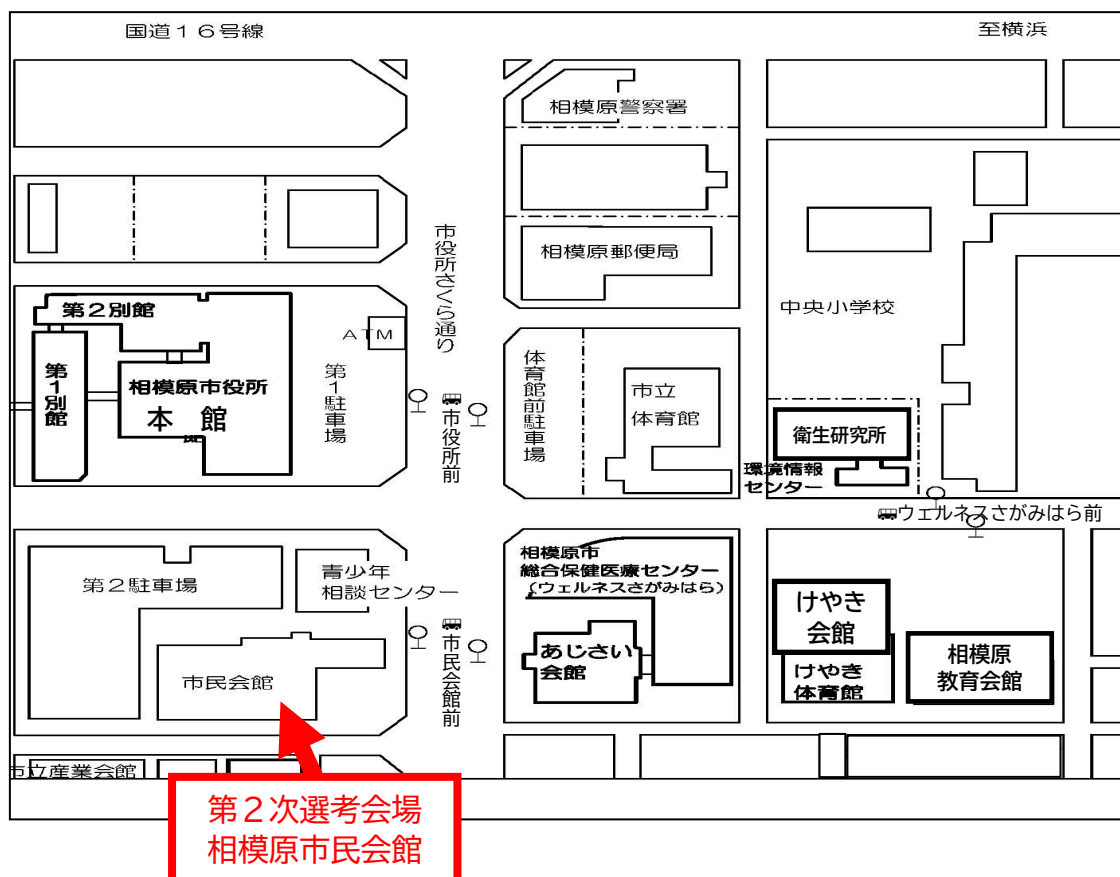 国道１６号線
至横浜
相模原警察署
相模原郵便局
市役所さくら通り
中央小学校
第２別館
ATM
第１別館
相模原市役所
本館
第１駐車場
市役所前
体育館前駐車場
市立
体育館
衛生研究所
環境情報
センター
ウェルネスさがみはら前
第２駐車場
青少年
相談センター
相模原市
総合保健医療センター
(ウェルネスさがみはら)
けやき
会館
市民会館
市民会館前
あじさい
会館
けやき
体育館
相模原
教育会館
市立産業会館
第２次選考会場
相模原市民会館